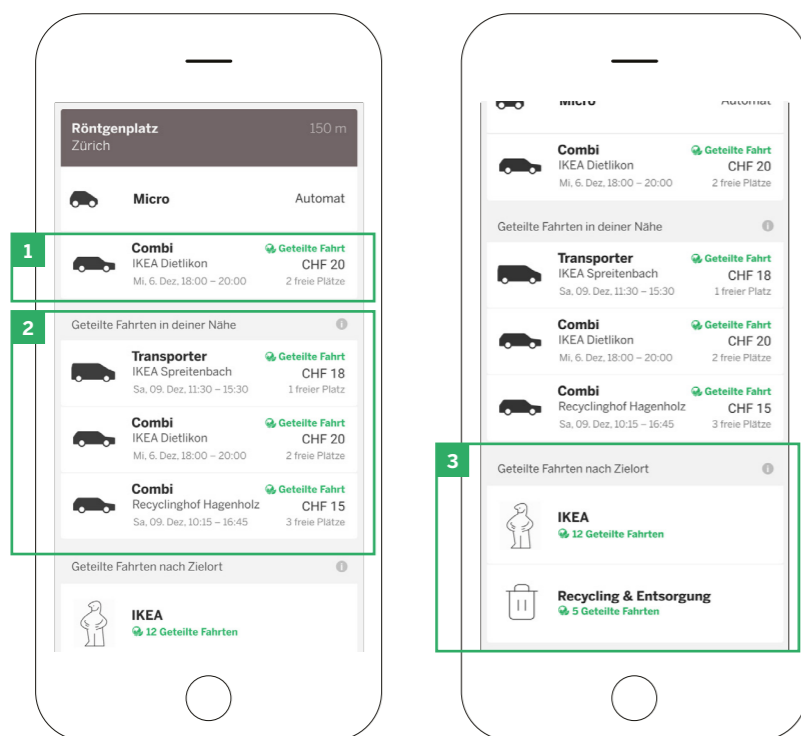 Röntgenplatz 150 m
Zürich
Micro Automat
1
Combi Geteilte Fahrt
IKEA Dietlikon CHF 20
Mi, 6. Dez, 18:00 – 20:00 2 freie Plätze
2
Geteilte Fahrten in deiner Nähe
Transporter Geteilte Fahrt
IKEA Spreitenbach CHF 18
Sa, 09. Dez, 11:30 – 15:30 1 freier Platz
Combi Geteilte Fahrt
IKEA Dietlikon CHF 20
Mi, 6. Dez, 18:00 – 20:00 2 freie Plätze
Combi Geteilte Fahrt
Recyclinghof Hagenholz CHF 15
Sa, 09. Dez, 10:15 – 16:45 3 freie Plätze
Geteilte Fahrten nach Zielort
IKEA
12 Geteilte Fahrten
Micro Automat
Combi Geteilte Fahrt
IKEA Dietlikon CHF 20
Mi, 6. Dez, 18:00 – 20:00 2 freie Plätze
Geteilte Fahrten in deiner Nähe
Transporter Geteilte Fahrt
IKEA Spreitenbach CHF 18
Sa, 09. Dez, 11:30 – 15:30 1 freier Platz
Combi Geteilte Fahrt
IKEA Dietlikon CHF 20
Mi, 6. Dez, 18:00 – 20:00 2 freie Plätze
Combi Geteilte Fahrt
Recyclinghof Hagenholz CHF 15
Sa, 09. Dez, 10:15 – 16:45 3 freie Plätze
3
Geteilte Fahrten nach Zielort
IKEA
12 Geteilte Fahrten
Recycling & Entsorgung
5 Geteilte Fahrten